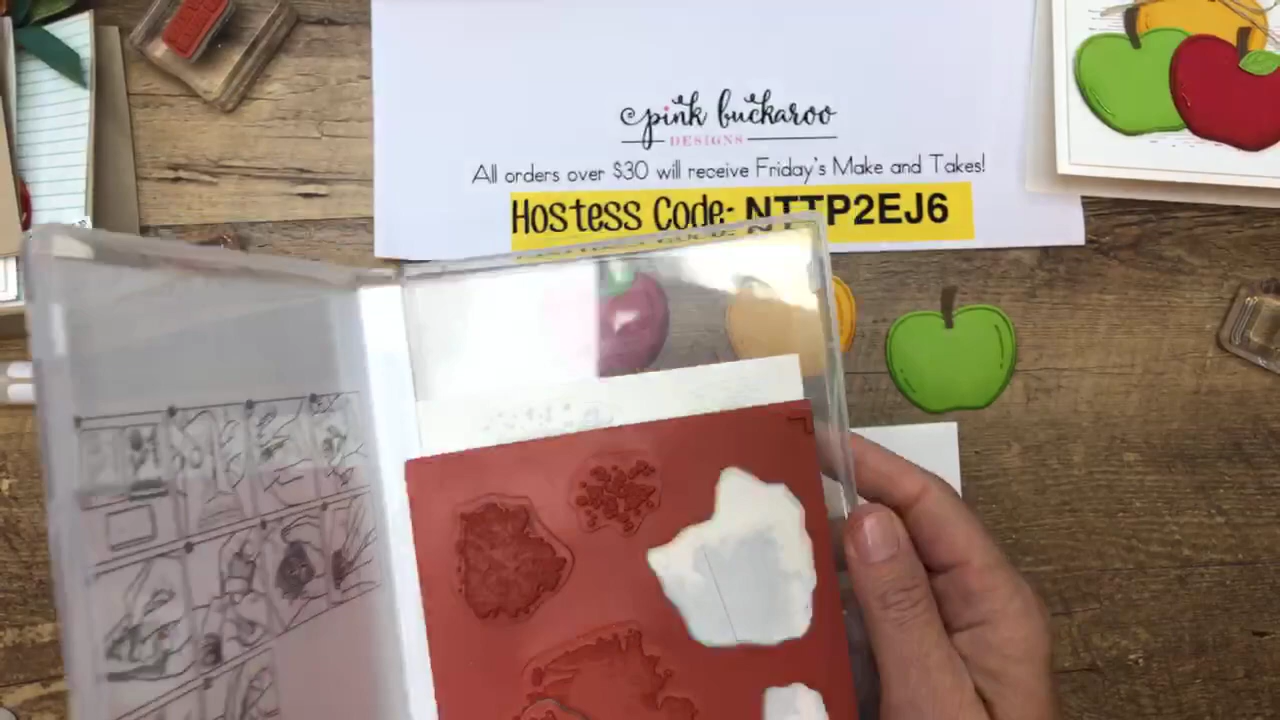 pink buckaroo
DESIGNS
All orders over $30 will receive Friday's Make and Takes!
Hostess Code: NTTP2EJ6